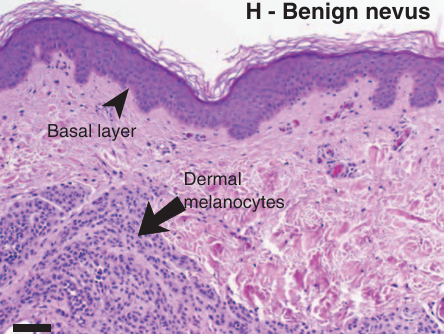 H - Benign nevus
Basal layer
Dermal
melanocytes